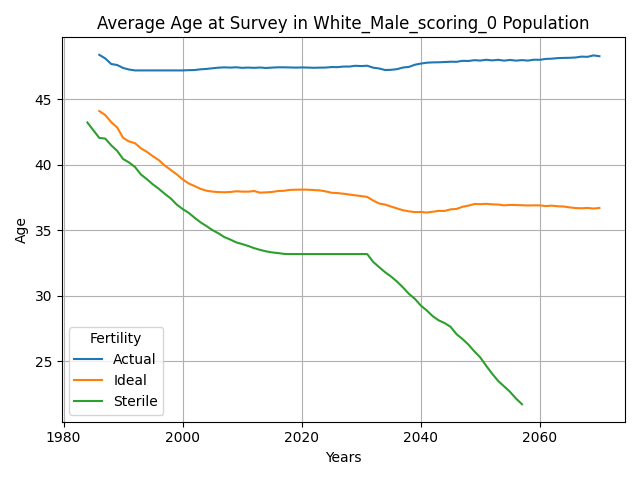 Average Age at Survey in White_Male_scoring_0 Population
Age
45
40
35
30
25
Fertility
Actual
Ideal
Sterile
1980
2000
2020
2040
2060
Years